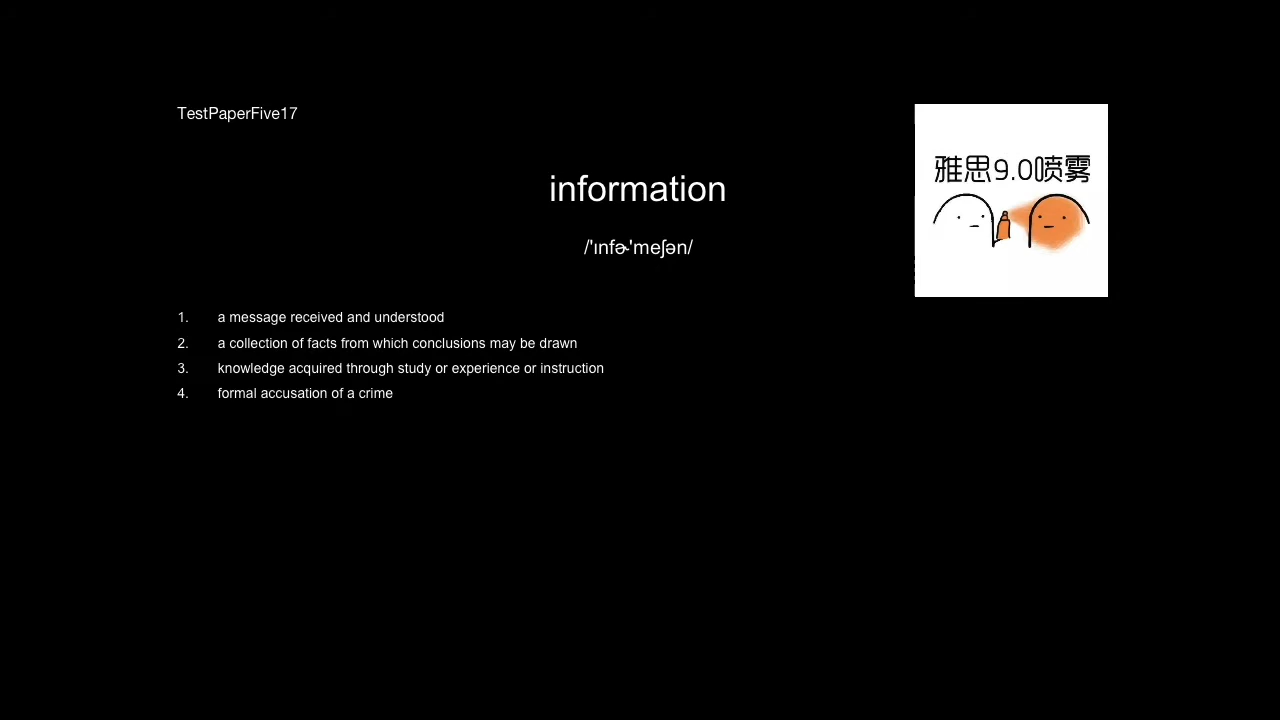 TestPaperFive17
雅思9.0喷雾
information
/'ɪnfɚ'meʃən/
1. a message received and understood
2. a collection of facts from which conclusions may be drawn
3. knowledge acquired through study or experience or instruction
4. formal accusation of a crime